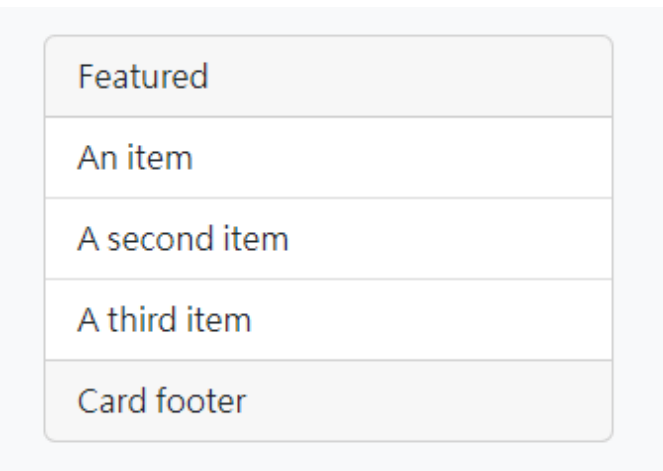 Featured
An item
A second item
A third item
Card footer